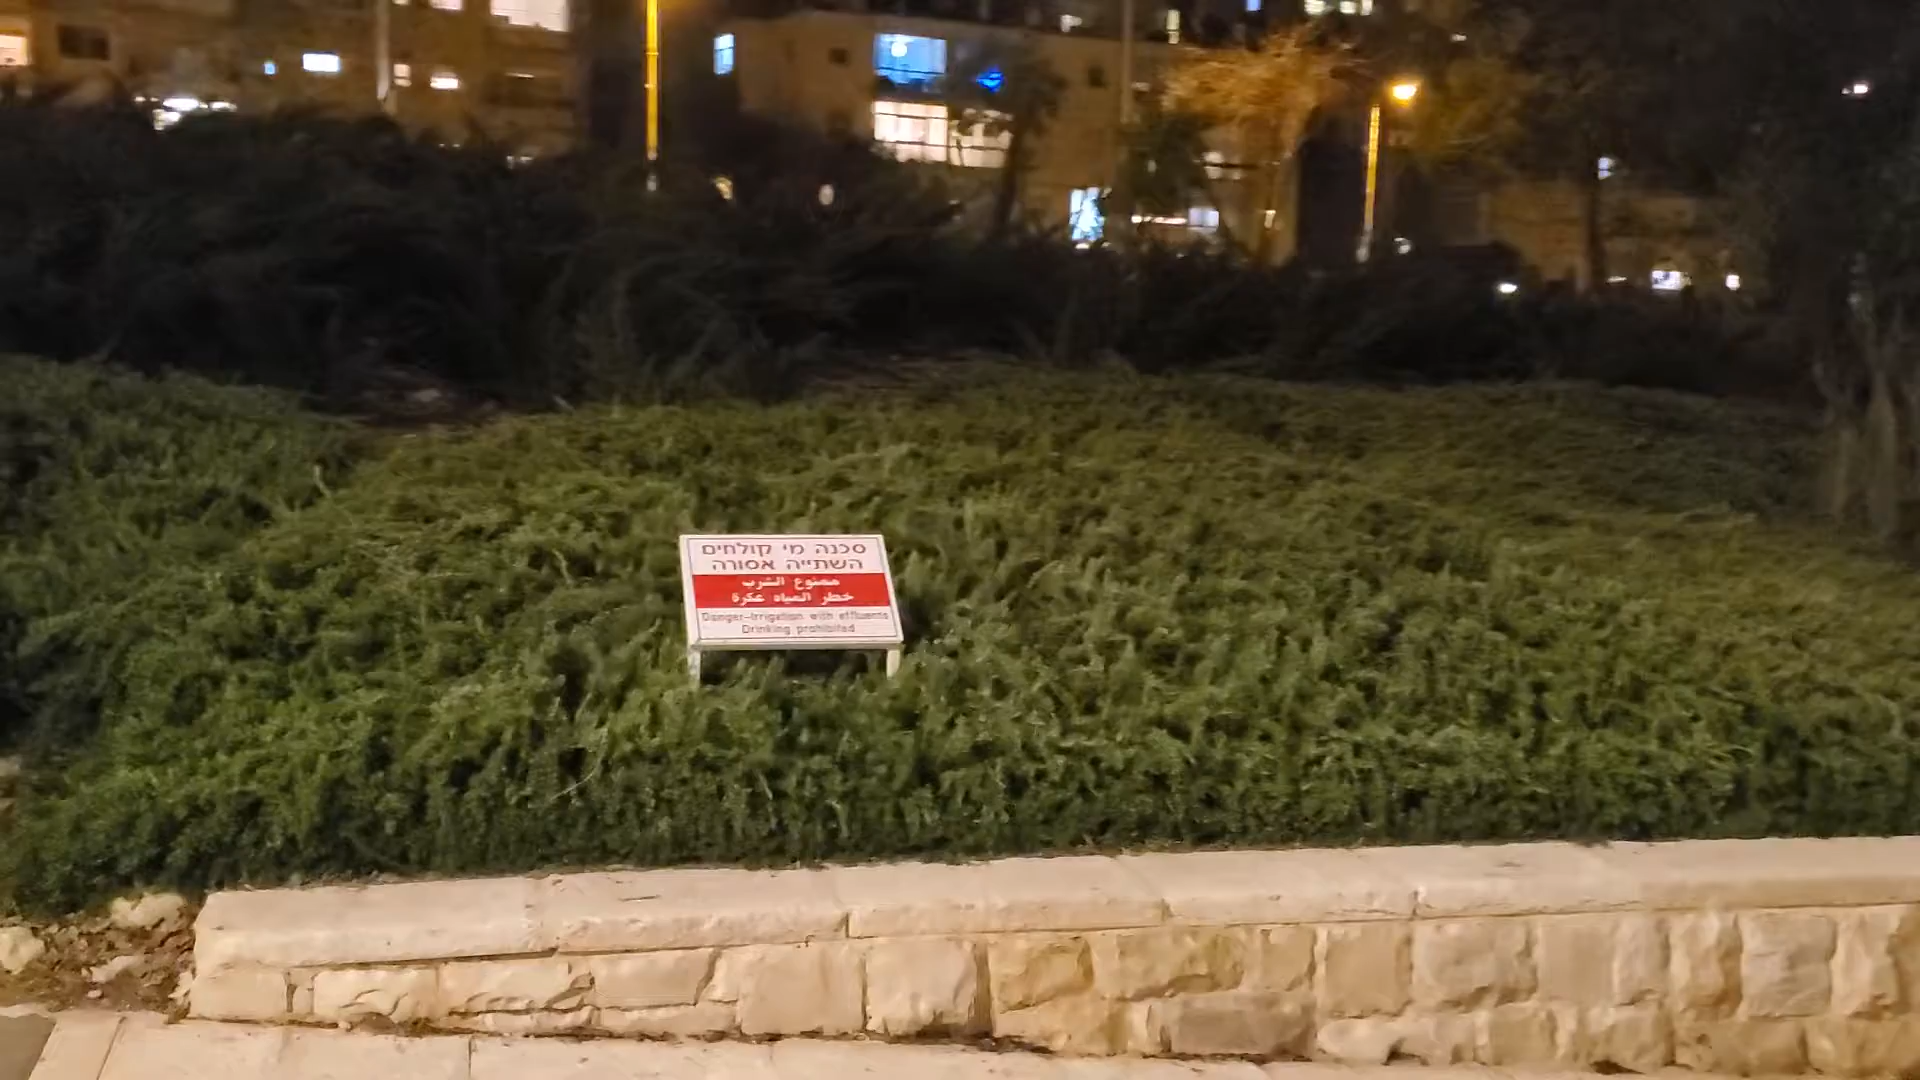 סכנה מי קולחים
השתייה אסורה
ممنوع الشرب
خطر المياه عكرة
Danger-Irrigation with effluents
Drinking prohibited